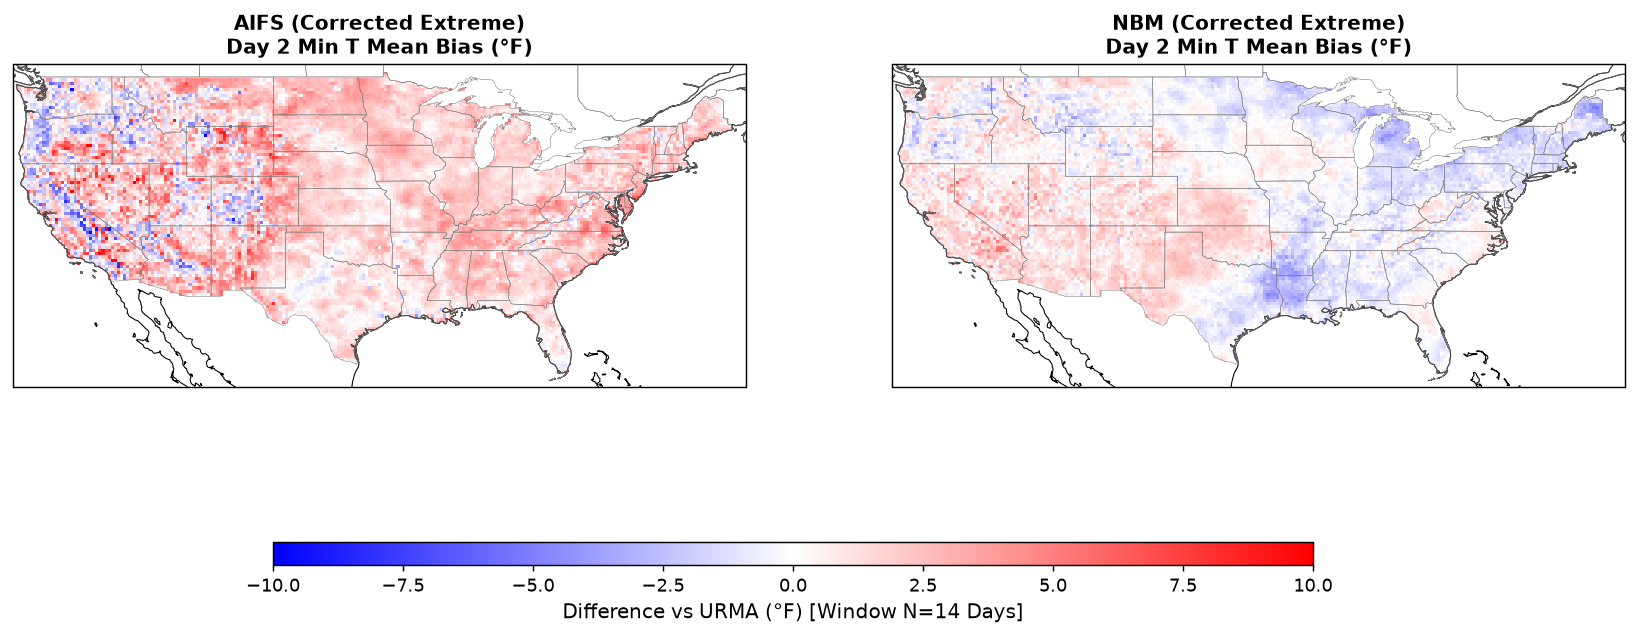 AIFS (Corrected Extreme)
Day 2 Min T Mean Bias (°F)
NBM (Corrected Extreme)
Day 2 Min T Mean Bias (°F)
−10.0 −7.5 −5.0 −2.5 0.0 2.5 5.0 7.5 10.0
Difference vs URMA (°F) [Window N=14 Days]